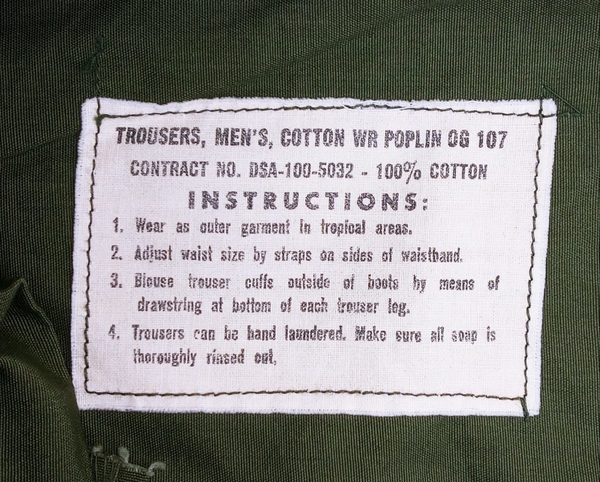 TROUSERS, MEN'S, COTTON WR POPLIN OG 107
CONTRACT NO. DSA-100-5032 - 100% COTTON
INSTRUCTIONS:
1. Wear as outer garment in tropical areas.
2. Adjust waist size by straps on sides of waistband.
3. Blouse trouser cuffs outside of boots by means of
drawstring at bottom of each trouser leg.
4. Trousers can be hand laundered. Make sure all soap is
thoroughly rinsed out.